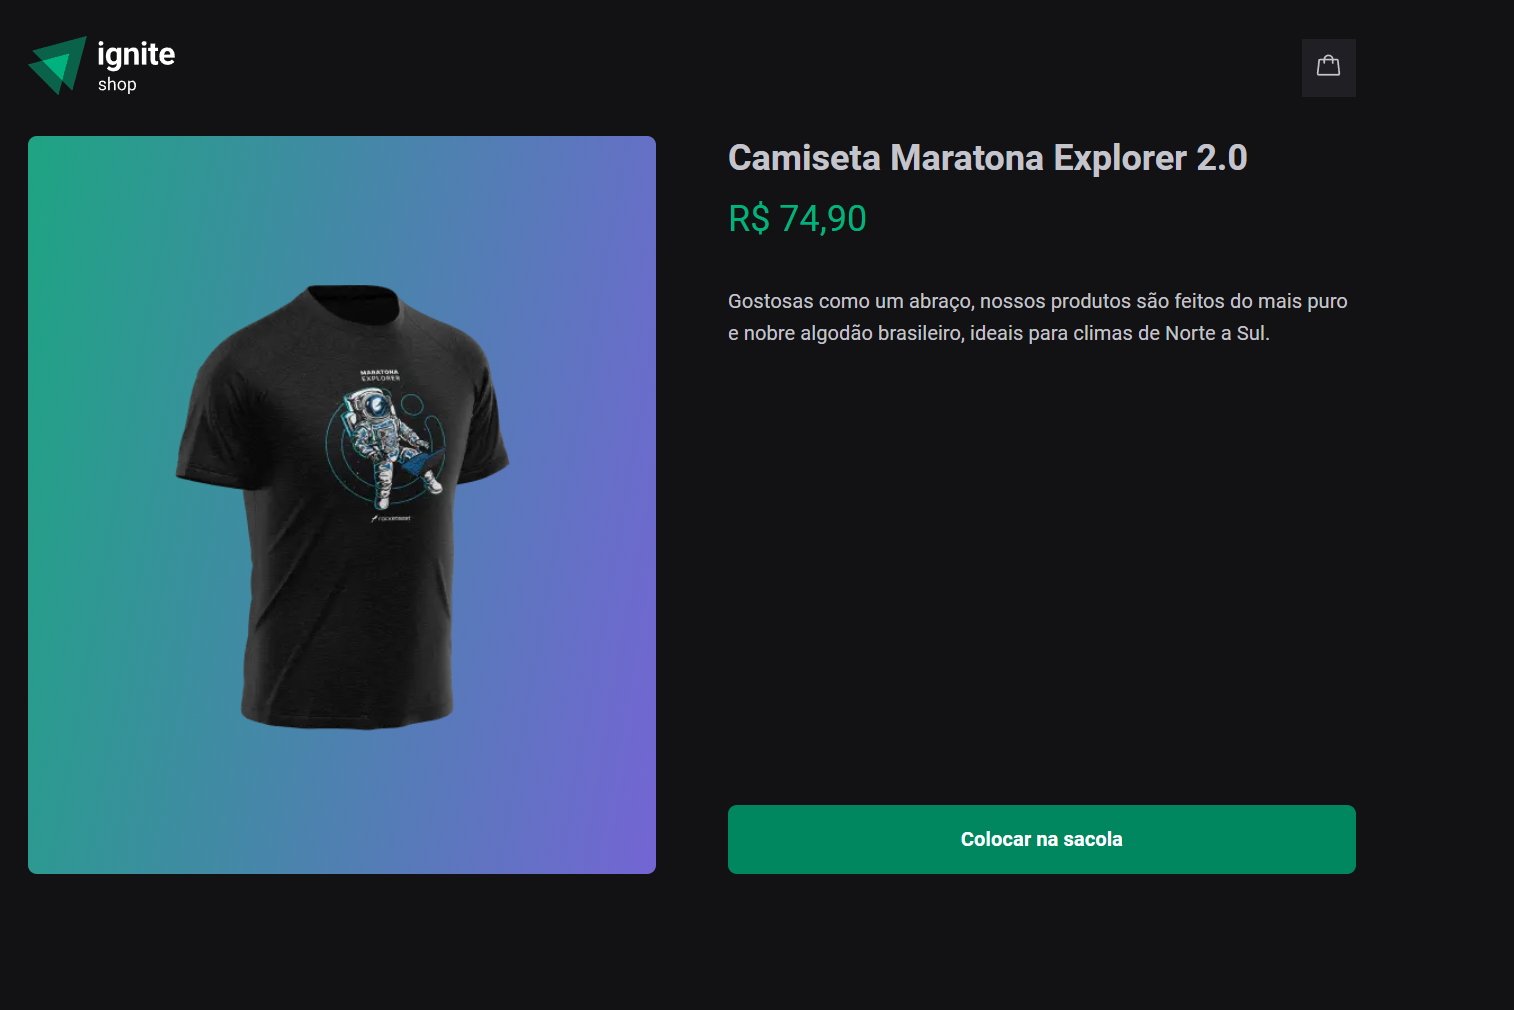 ignite
shop
Camiseta Maratona Explorer 2.0
R$ 74,90
Gostosas como um abraço, nossos produtos são feitos do mais puro
e nobre algodão brasileiro, ideais para climas de Norte a Sul.
MARATONA
EXPLORER
rocketseat
Colocar na sacola